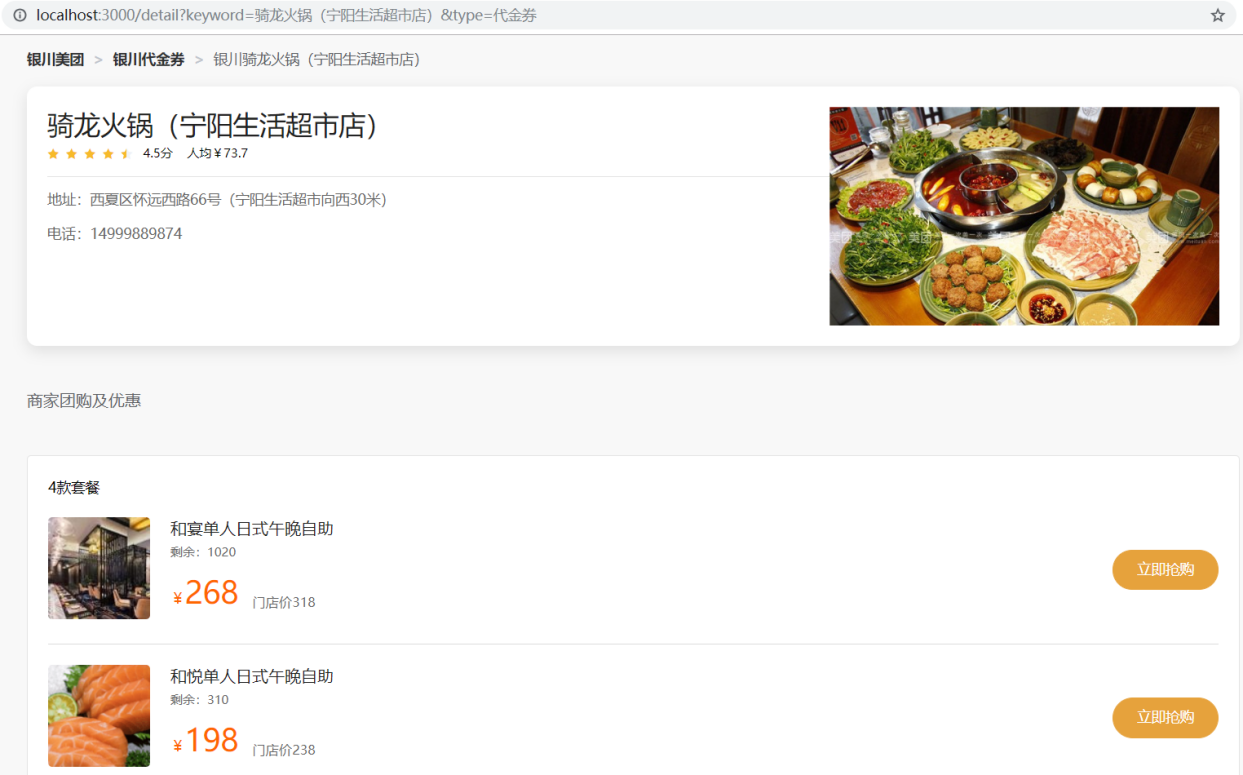 localhost:3000/detail?keyword=骑龙火锅（宁阳生活超市店）&type=代金券
银川美团 > 银川代金券 > 银川骑龙火锅（宁阳生活超市店）
骑龙火锅（宁阳生活超市店）
4.5分 人均￥73.7
地址：西夏区怀远西路66号（宁阳生活超市向西30米）
电话：14999889874
美团 美团
商家团购及优惠
4款套餐
和宴单人日式午晚自助
剩余：1020
￥268 门店价318
立即抢购
和悦单人日式午晚自助
剩余：310
￥198 门店价238
立即抢购